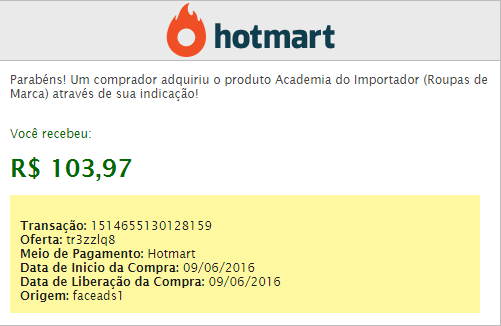 hotmart
Parabéns! Um comprador adquiriu o produto Academia do Importador (Roupas de
Marca) através de sua indicação!
Você recebeu:
R$ 103,97
Transação: 1514655130128159
Oferta: tr3zzlq8
Meio de Pagamento: Hotmart
Data de Inicio da Compra: 09/06/2016
Data de Liberação da Compra: 09/06/2016
Origem: faceads1